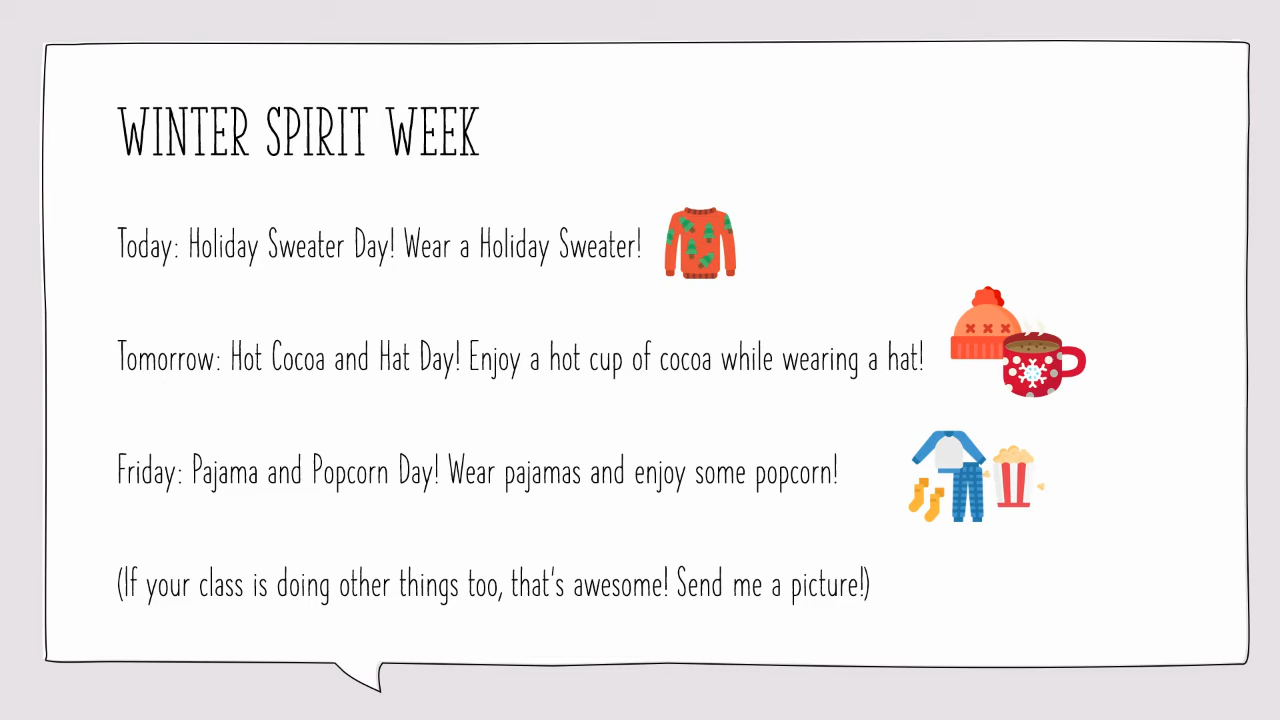 WINTER SPIRIT WEEK
Today: Holiday Sweater Day! Wear a Holiday Sweater!
Tomorrow: Hot Cocoa and Hat Day! Enjoy a hot cup of cocoa while wearing a hat!
Friday: Pajama and Popcorn Day! Wear pajamas and enjoy some popcorn!
(If your class is doing other things too, that's awesome! Send me a picture!)